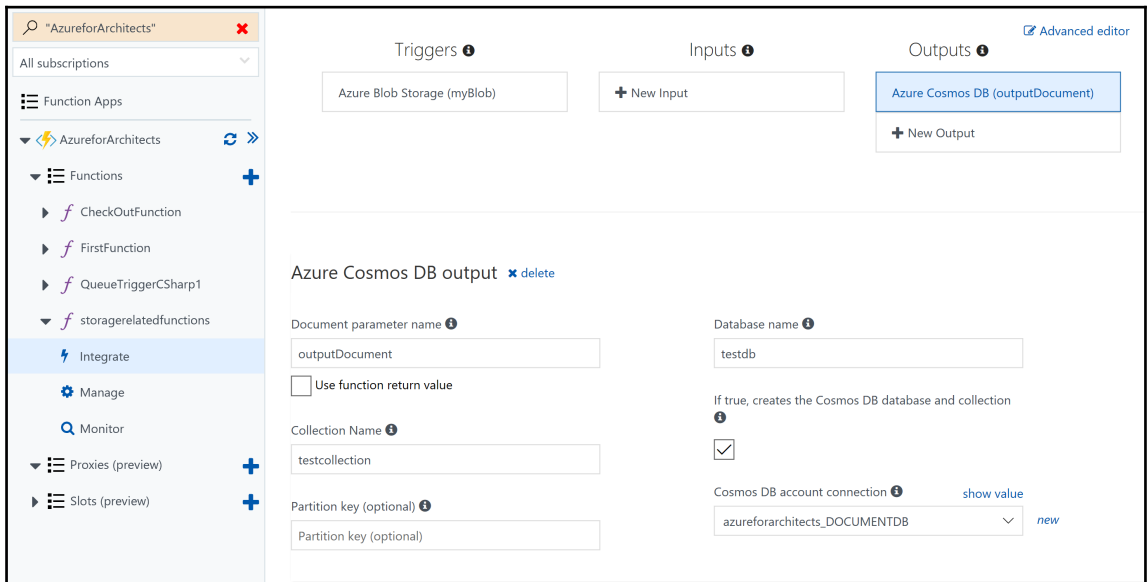 "AzureforArchitects"
All subscriptions
Function Apps
AzureforArchitects
Functions
CheckOutFunction
FirstFunction
QueueTriggerCSharp1
storagerelatedfunctions
Integrate
Manage
Monitor
Proxies (preview)
Slots (preview)
Advanced editor
Triggers
Azure Blob Storage (myBlob)
Inputs
New Input
Outputs
Azure Cosmos DB (outputDocument)
New Output
Azure Cosmos DB output delete
Document parameter name
outputDocument
Use function return value
Collection Name
testcollection
Partition key (optional)
Partition key (optional)
Database name
testdb
If true, creates the Cosmos DB database and collection
Cosmos DB account connection show value
azureforarchitects_DOCUMENTDB new